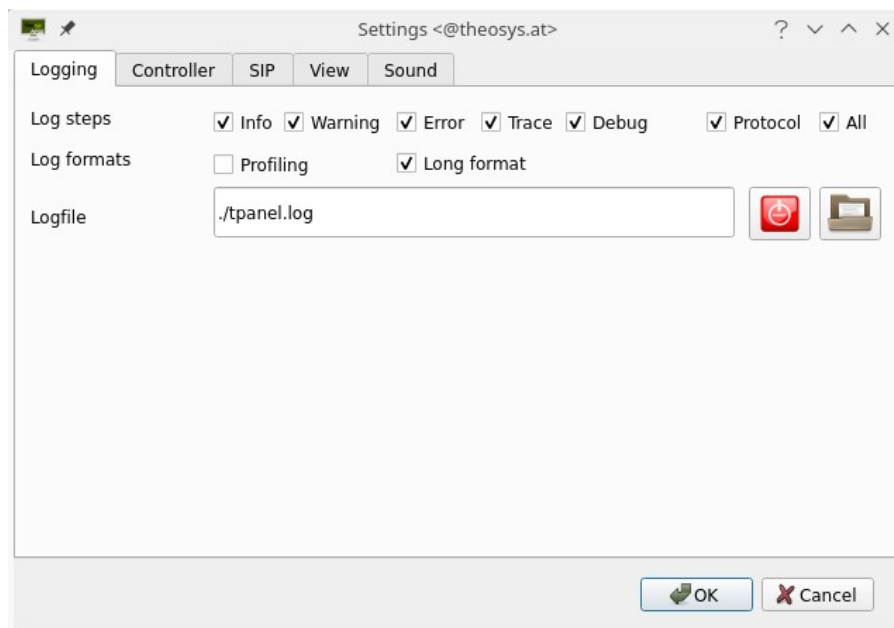 Settings <@theosys.at>
Logging Controller SIP View Sound
Log steps Info Warning Error Trace Debug Protocol All
Log formats Profiling Long format
Logfile ./tpanel.log
OK Cancel